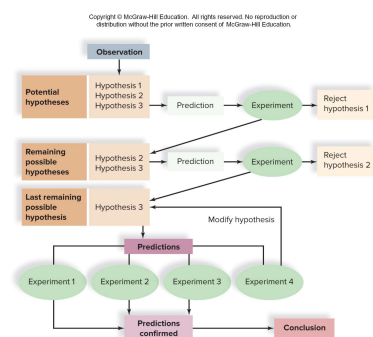 Copyright © McGraw-Hill Education. All rights reserved. No reproduction or
distribution without the prior written consent of McGraw-Hill Education.
Observation
Potential
hypotheses
Hypothesis 1
Hypothesis 2
Hypothesis 3
Prediction
Experiment
Reject
hypothesis 1
Remaining
possible
hypotheses
Hypothesis 2
Hypothesis 3
Prediction
Experiment
Reject
hypothesis 2
Last remaining
possible
hypothesis
Hypothesis 3
Modify hypothesis
Predictions
Experiment 1
Experiment 2
Experiment 3
Experiment 4
Predictions
confirmed
Conclusion